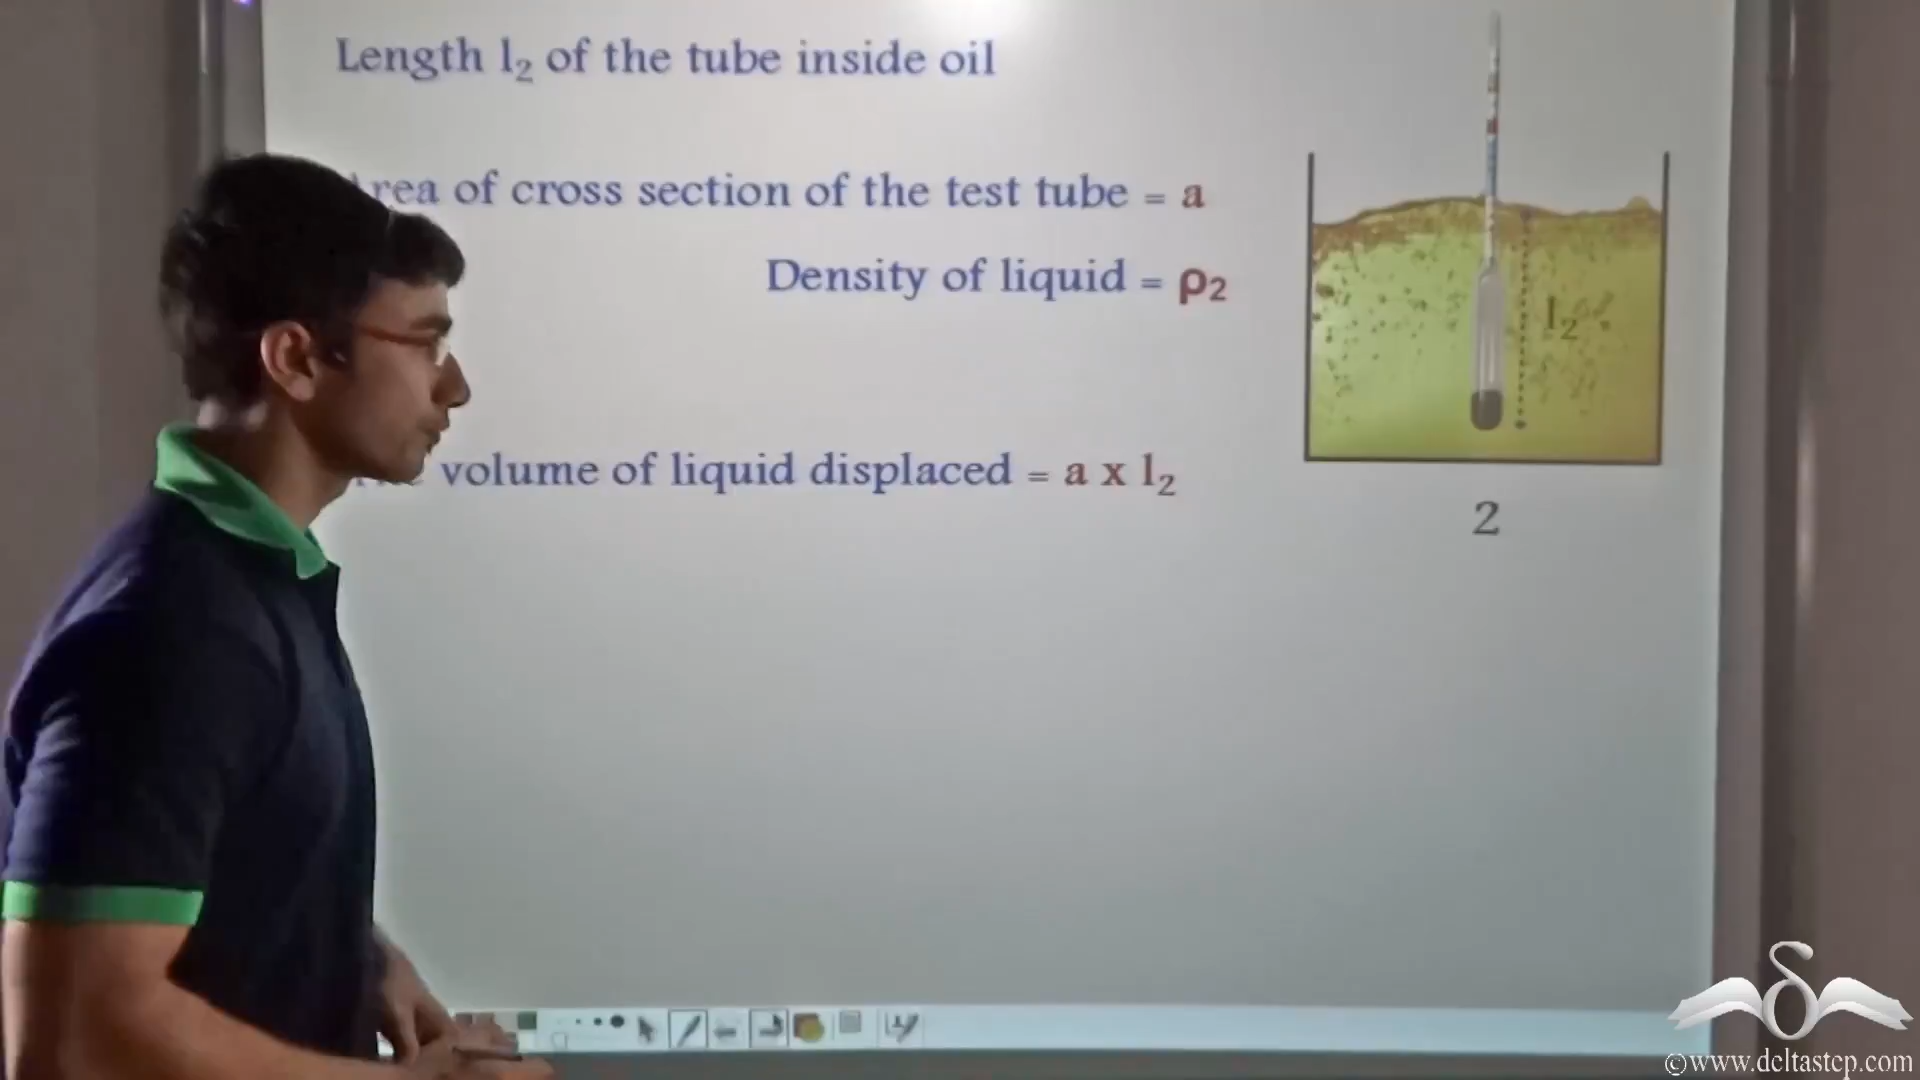 Length l₂ of the tube inside oil
rea of cross section of the test tube = a
Density of liquid = ρ₂
l₂
volume of liquid displaced = a x l₂
2
©www.deltastep.com